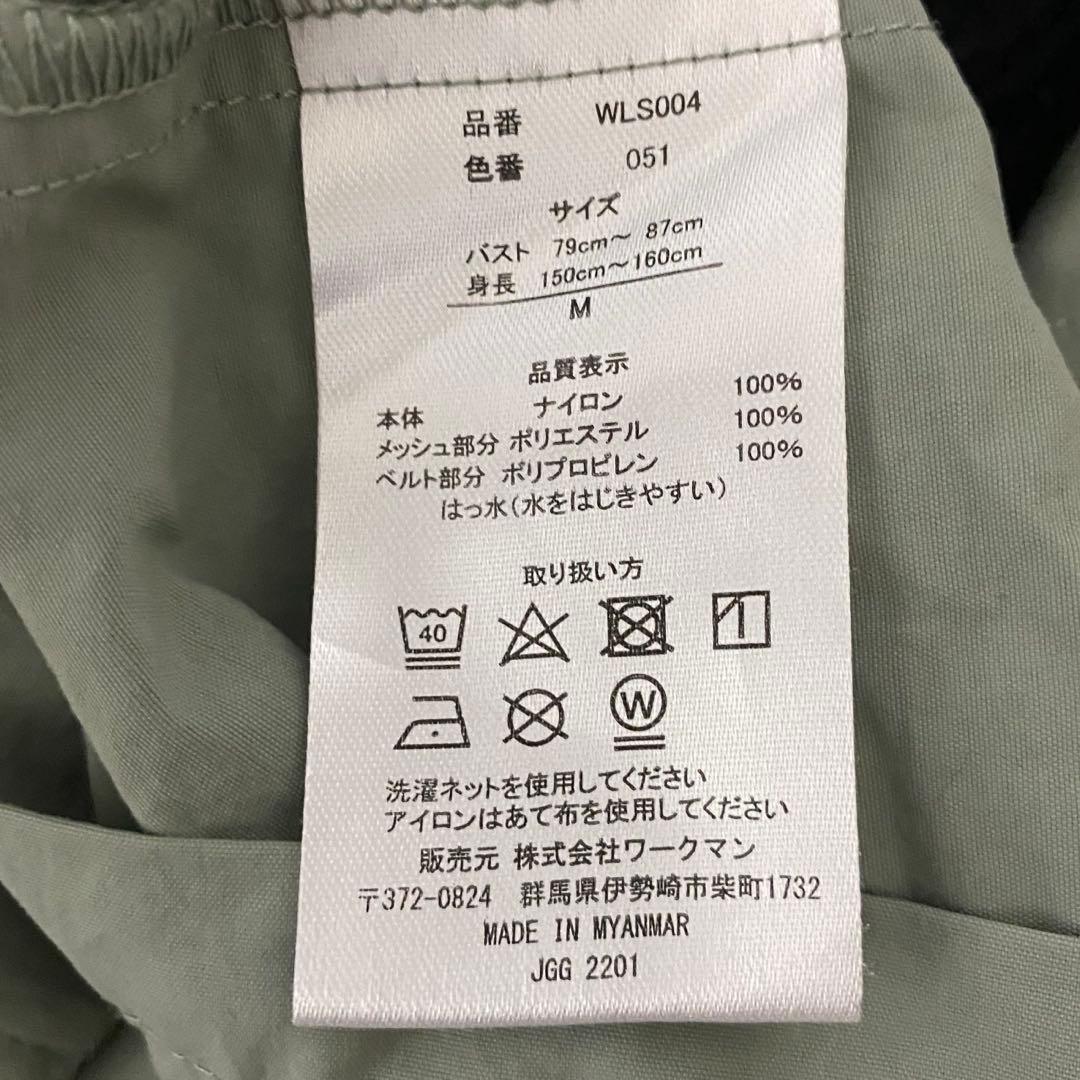 品番 WLS004
色番 051
サイズ
バスト 79cm～ 87cm
身長 150cm～160cm
M
品質表示
本体 ナイロン 100%
メッシュ部分 ポリエステル 100%
ベルト部分 ポリプロピレン 100%
はっ水(水をはじきやすい)
取り扱い方
40
W
洗濯ネットを使用してください
アイロンはあて布を使用してください
販売元 株式会社ワークマン
〒372-0824 群馬県伊勢崎市柴町1732
MADE IN MYANMAR
JGG 2201